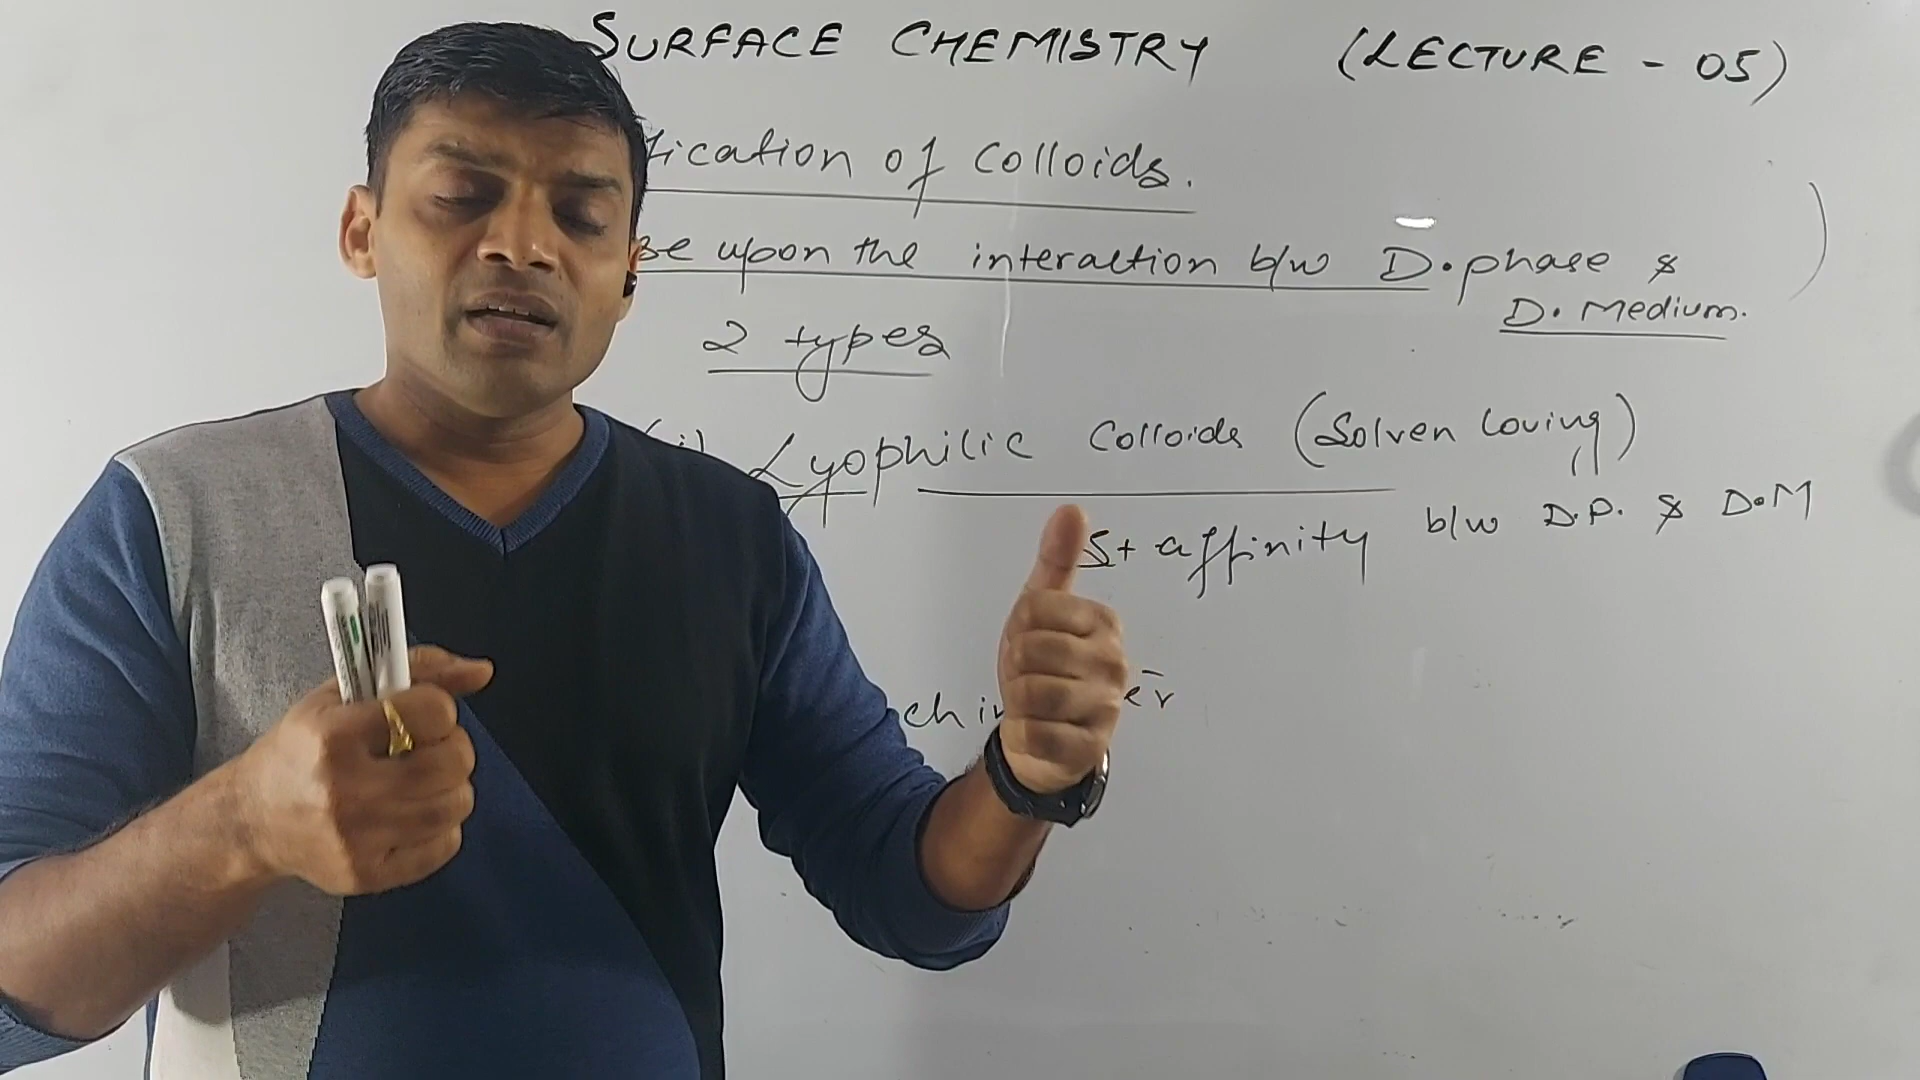 SURFACE CHEMISTRY (LECTURE - 05)
fication of Colloids.
se upon the interaction b/w D.phase &
D. Medium.
2 types
(i) Lyophilic Colloids (Solven loving)
St affinity b/w D.P. & D.M